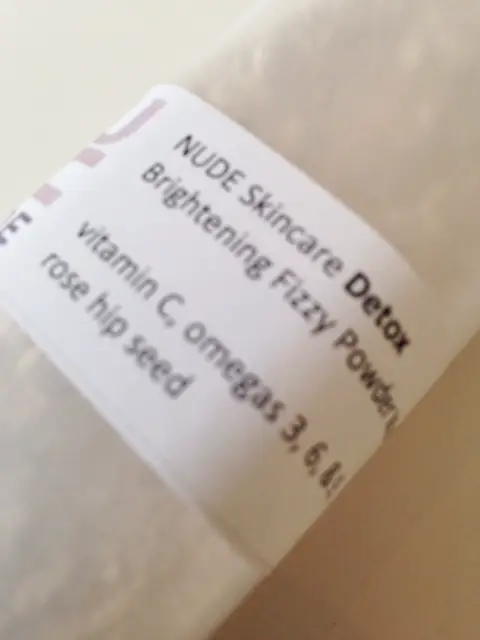 NUDE Skincare Detox
Brightening Fizzy Powder
vitamin C, omegas 3, 6, &
rose hip seed